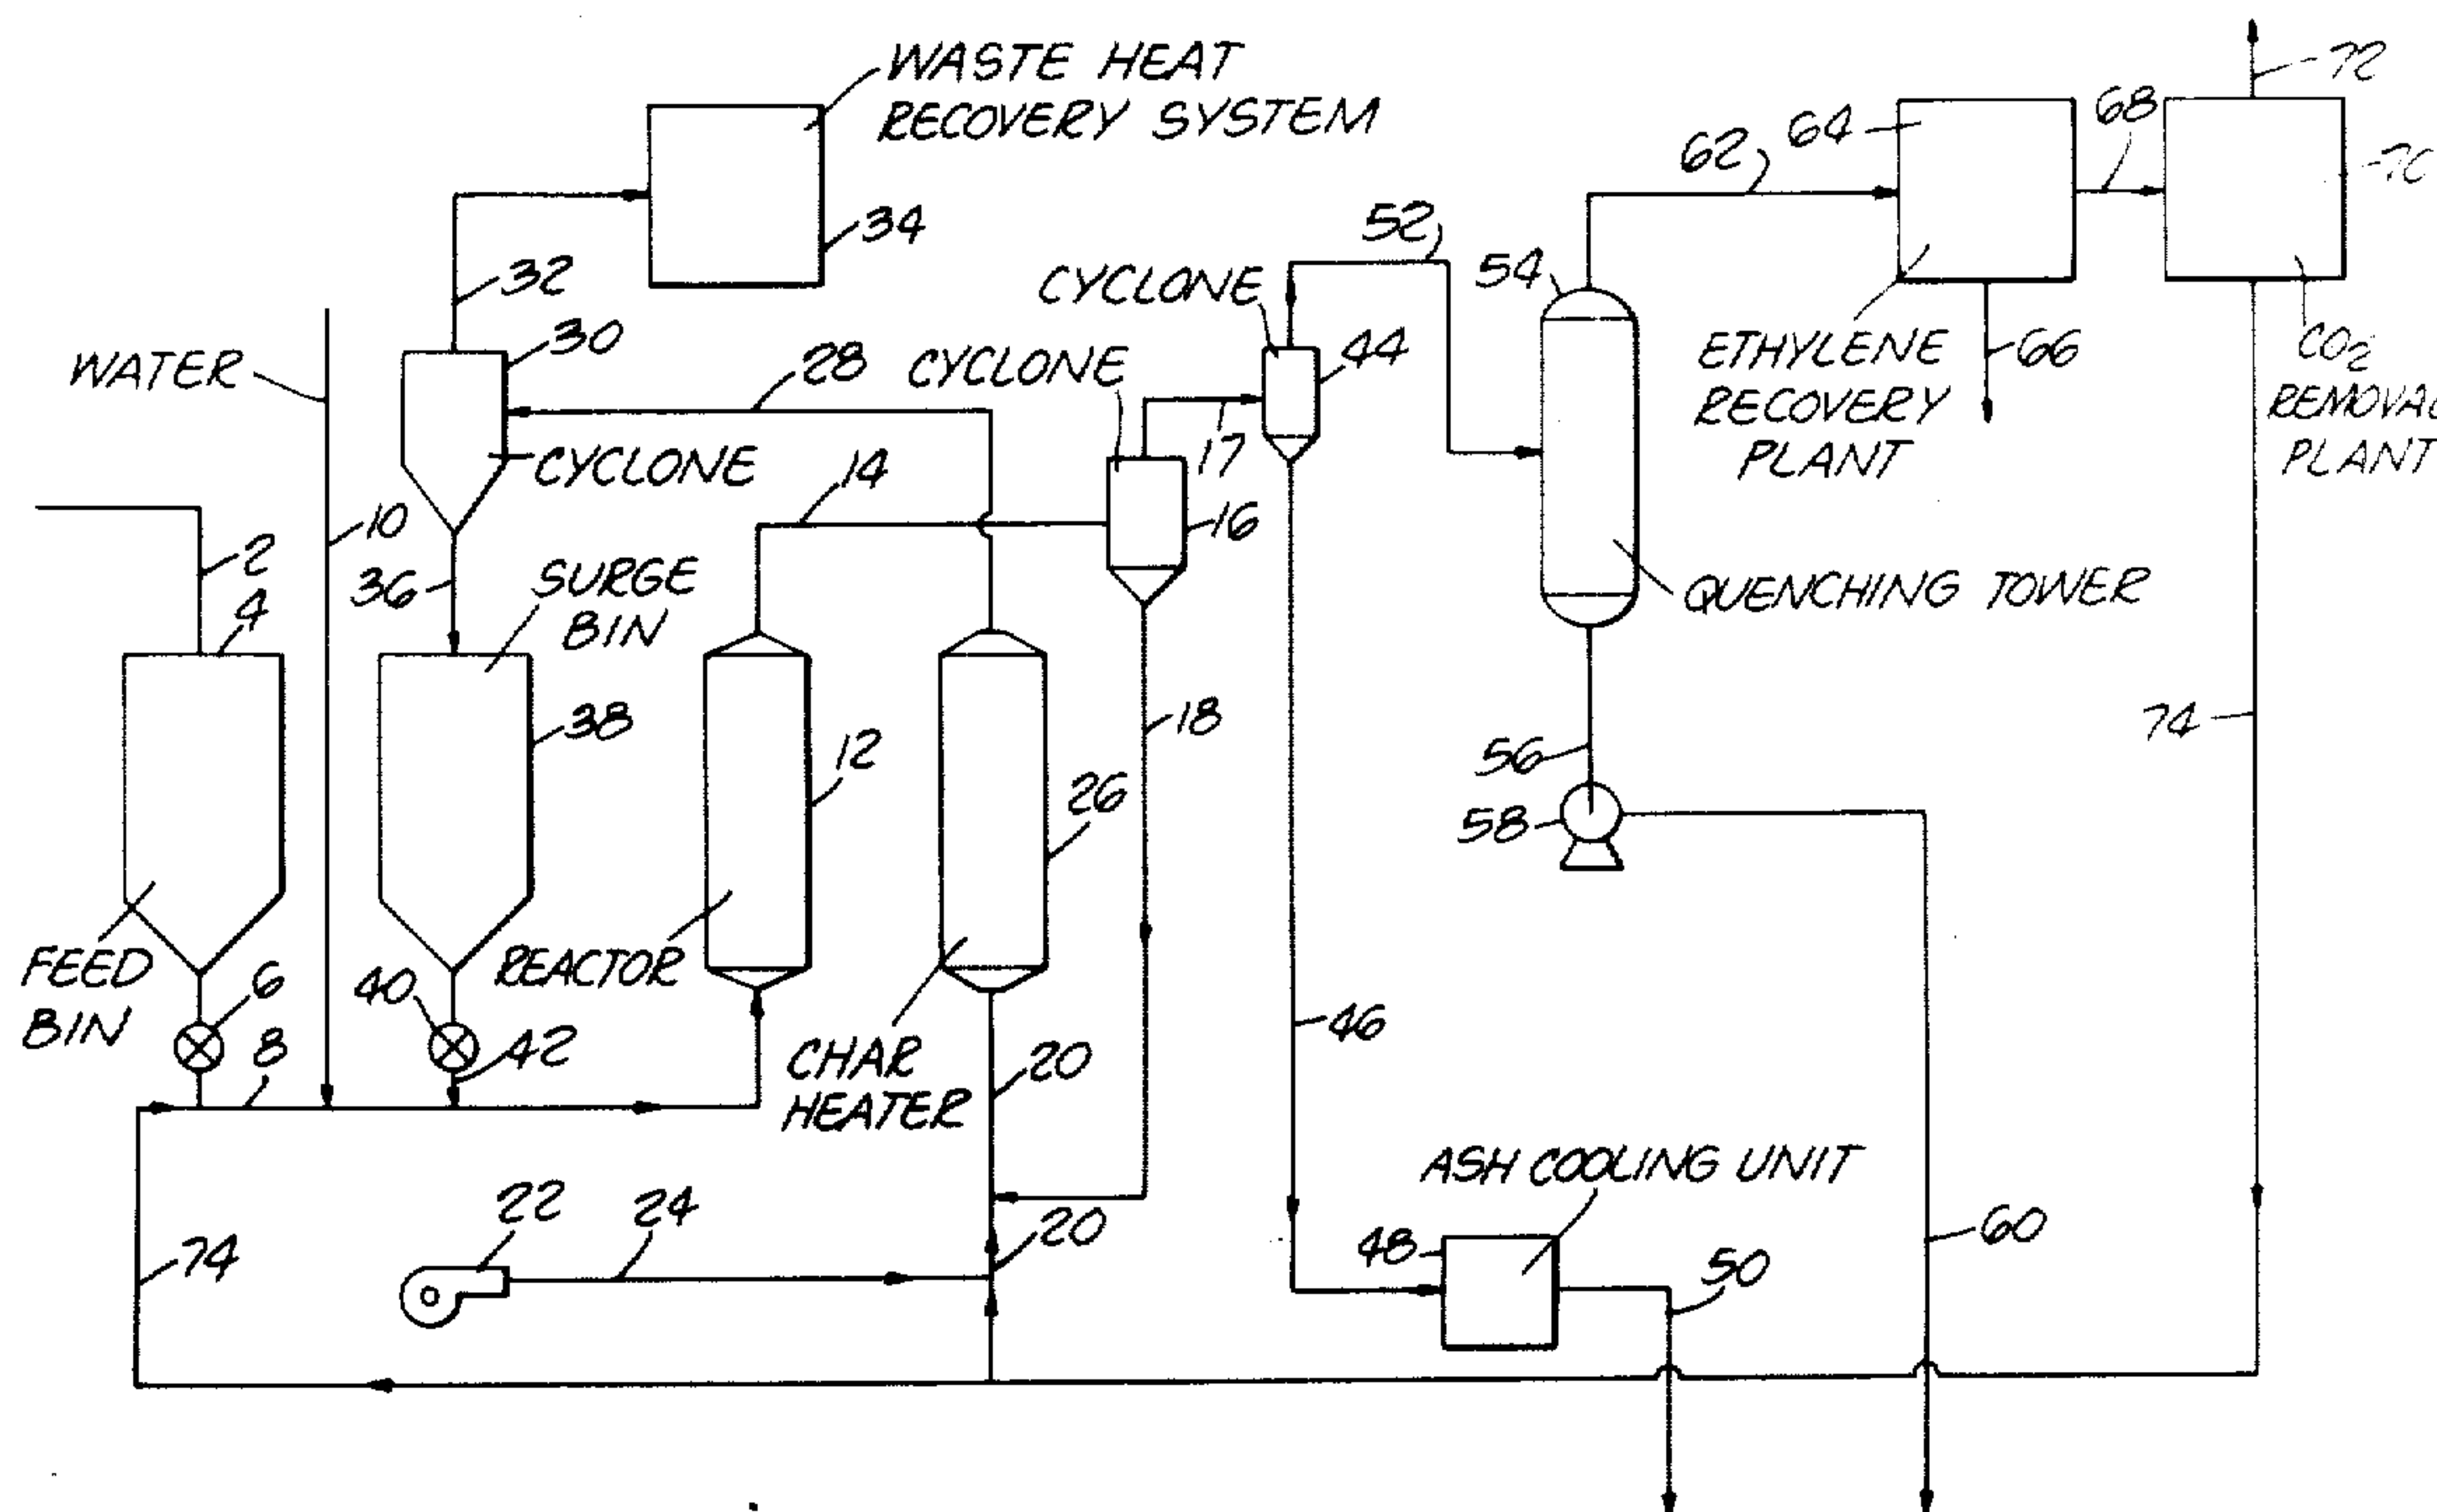 WASTE HEAT
RECOVERY SYSTEM
34
32
30
WATER
10
28
CYCLONE
CYCLONE
CYCLONE
44
17
16
14
2
4
36
SURGE
BIN
38
12
26
18
FEED
BIN
6
8
40
42
REACTOR
CHAR
HEATER
20
20
22
24
74
46
ASH COOLING UNIT
48
50
52
54
QUENCHING TOWER
56
58
60
62
64
ETHYLENE
RECOVERY
PLANT
66
68
72
CO2
REMOVAL
PLANT
74